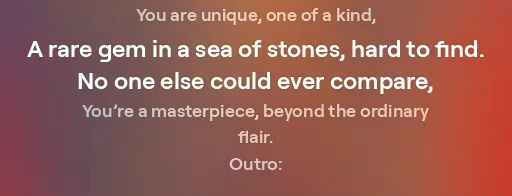 You are unique, one of a kind,
A rare gem in a sea of stones, hard to find.
No one else could ever compare,
You’re a masterpiece, beyond the ordinary
flair.
Outro: